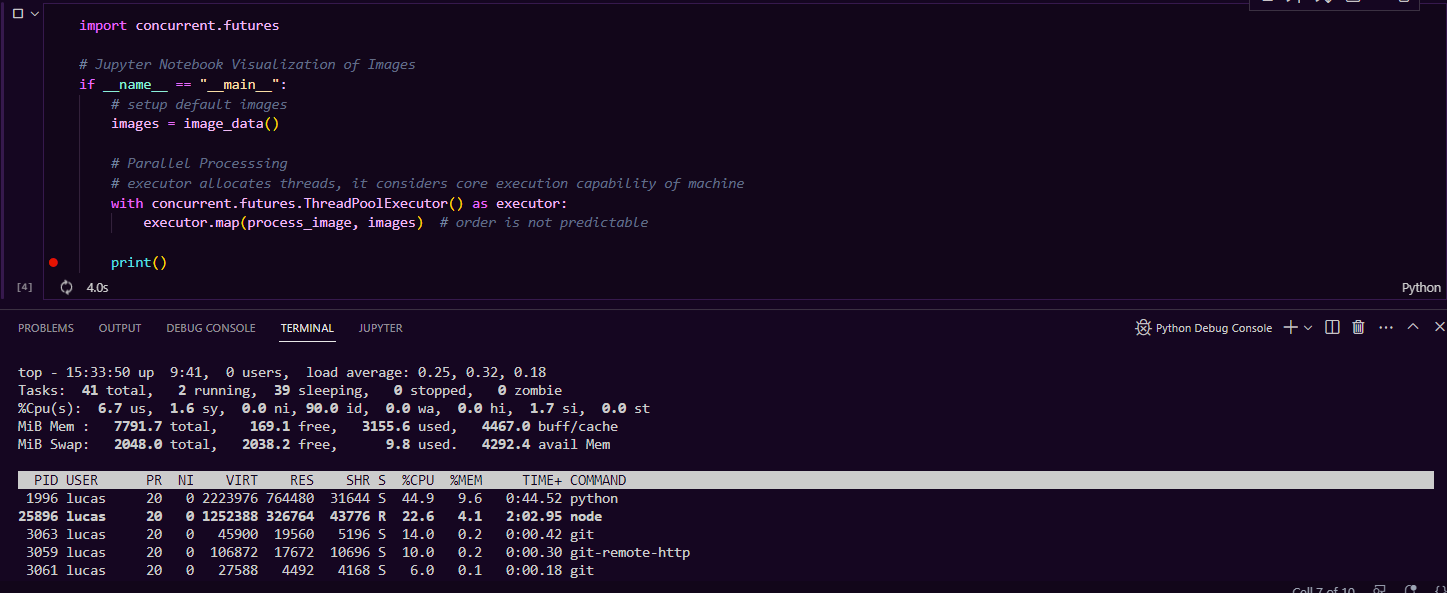 import concurrent.futures
# Jupyter Notebook Visualization of Images
if __name__ == "__main__":
# setup default images
images = image_data()
# Parallel Processsing
# executor allocates threads, it considers core execution capability of machine
with concurrent.futures.ThreadPoolExecutor() as executor:
executor.map(process_image, images)  # order is not predictable
print()
[4] 4.0s Python
PROBLEMS OUTPUT DEBUG CONSOLE TERMINAL JUPYTER Python Debug Console
top - 15:33:50 up  9:41,  0 users,  load average: 0.25, 0.32, 0.18
Tasks:  41 total,   2 running,  39 sleeping,   0 stopped,   0 zombie
%Cpu(s):  6.7 us,  1.6 sy,  0.0 ni, 90.0 id,  0.0 wa,  0.0 hi,  1.7 si,  0.0 st
MiB Mem :   7791.7 total,    169.1 free,   3155.6 used,   4467.0 buff/cache
MiB Swap:   2048.0 total,   2038.2 free,      9.8 used.   4292.4 avail Mem
PID USER      PR  NI    VIRT    RES    SHR S  %CPU  %MEM     TIME+ COMMAND
1996 lucas     20   0 2223976 764480  31644 S  44.9   9.6   0:44.52 python
25896 lucas     20   0 1252388 326764  43776 R  22.6   4.1   2:02.95 node
3063 lucas     20   0   45900  19560   5196 S  14.0   0.2   0:00.42 git
3059 lucas     20   0  106872  17672  10696 S  10.0   0.2   0:00.30 git-remote-http
3061 lucas     20   0   27588   4492   4168 S   6.0   0.1   0:00.18 git
Cell 7 of 10